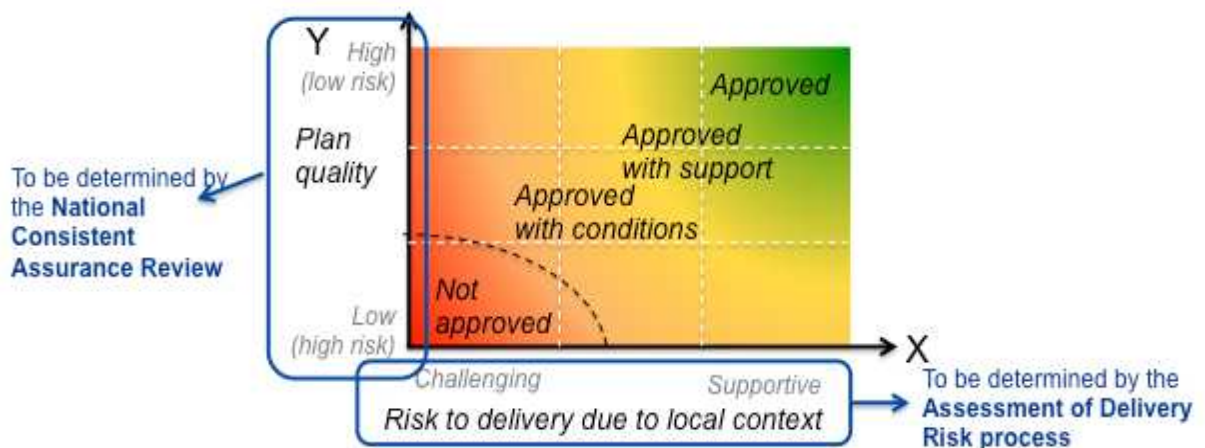 Y
High
(low risk)
Plan
quality
Low
(high risk)
To be determined by
the National
Consistent
Assurance Review
Approved
Approved
with support
Approved
with conditions
Not
approved
X
Challenging
Supportive
Risk to delivery due to local context
To be determined by the
Assessment of Delivery
Risk process